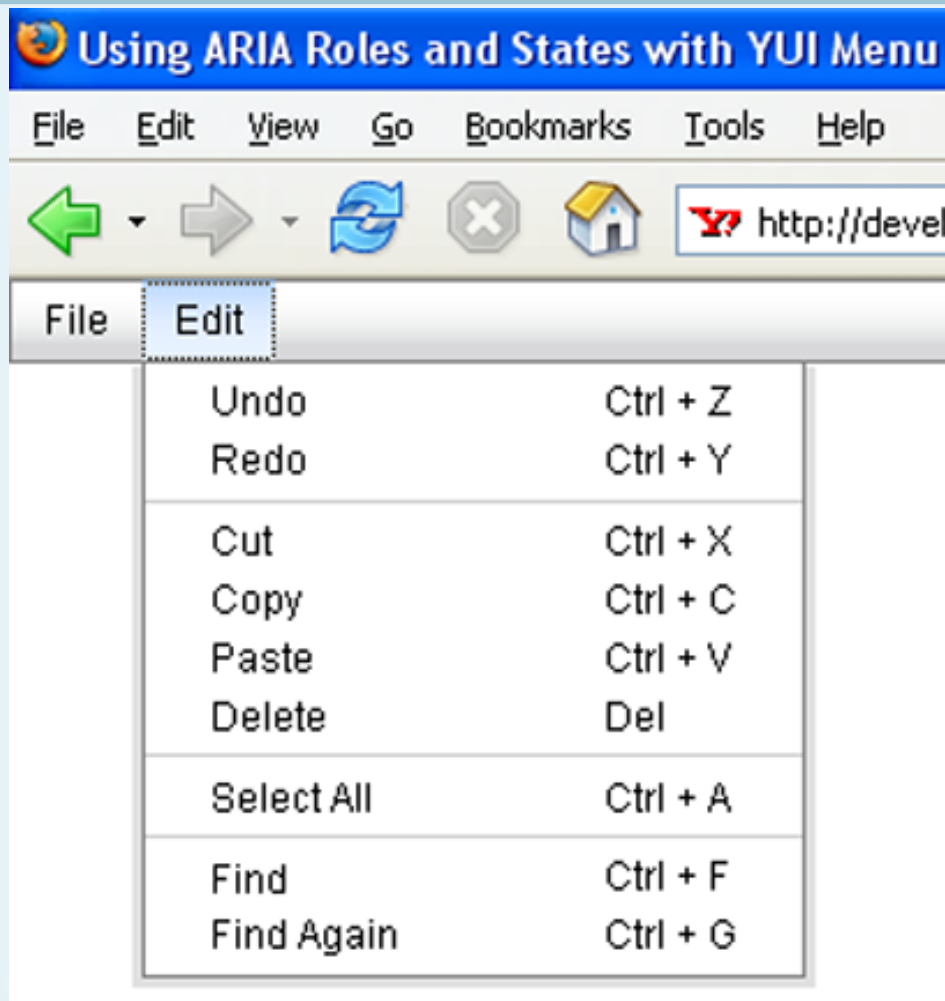 Using ARIA Roles and States with YUI Menu
File Edit View Go Bookmarks Tools Help
Y? http://devel
File Edit
Undo Ctrl + Z
Redo Ctrl + Y
Cut Ctrl + X
Copy Ctrl + C
Paste Ctrl + V
Delete Del
Select All Ctrl + A
Find Ctrl + F
Find Again Ctrl + G